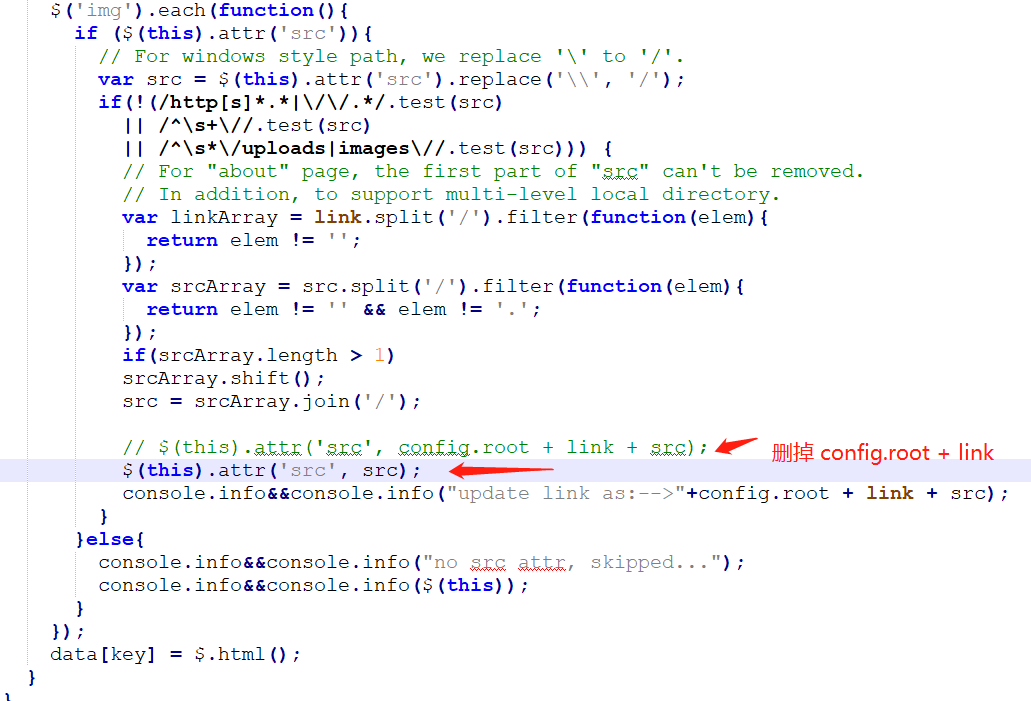 $('img').each(function(){
if ($(this).attr('src')){
// For windows style path, we replace '\' to '/'.
var src = $(this).attr('src').replace('\\', '/');
if(!(/http[s]*.*|\/\/.*/.test(src)
|| /^\s+\//.test(src)
|| /^\s*\/uploads|images\//.test(src))) {
// For "about" page, the first part of "src" can't be removed.
// In addition, to support multi-level local directory.
var linkArray = link.split('/').filter(function(elem){
return elem != '';
});
var srcArray = src.split('/').filter(function(elem){
return elem != '' && elem != '.';
});
if(srcArray.length > 1)
srcArray.shift();
src = srcArray.join('/');
// $(this).attr('src', config.root + link + src);
删掉 config.root + link
$(this).attr('src', src);
console.info&&console.info("update link as:-->"+config.root + link + src);
}
}else{
console.info&&console.info("no src attr, skipped...");
console.info&&console.info($(this));
}
});
data[key] = $.html();
}